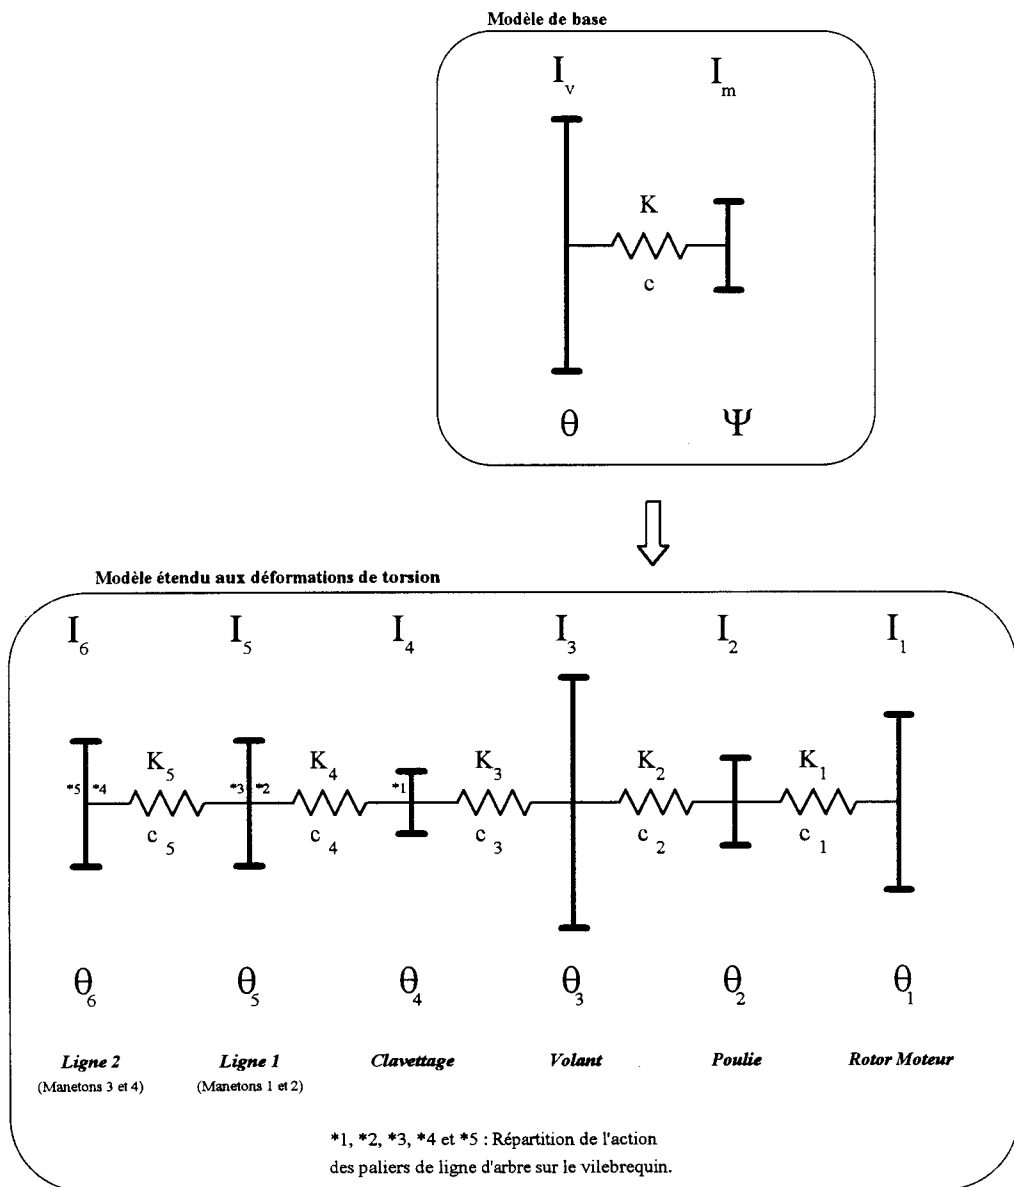 Modèle de base
I_v I_m
K
c
θ Ψ
Modèle étendu aux déformations de torsion
I_6 I_5 I_4 I_3 I_2 I_1
K_5 K_4 K_3 K_2 K_1
*5 *4 *3 *2 *1
c_5 c_4 c_3 c_2 c_1
θ_6 θ_5 θ_4 θ_3 θ_2 θ_1
Ligne 2 Ligne 1 Clavettage Volant Poulie Rotor Moteur
(Manetons 3 et 4) (Manetons 1 et 2)
*1, *2, *3, *4 et *5 : Répartition de l'action
des paliers de ligne d'arbre sur le vilebrequin.